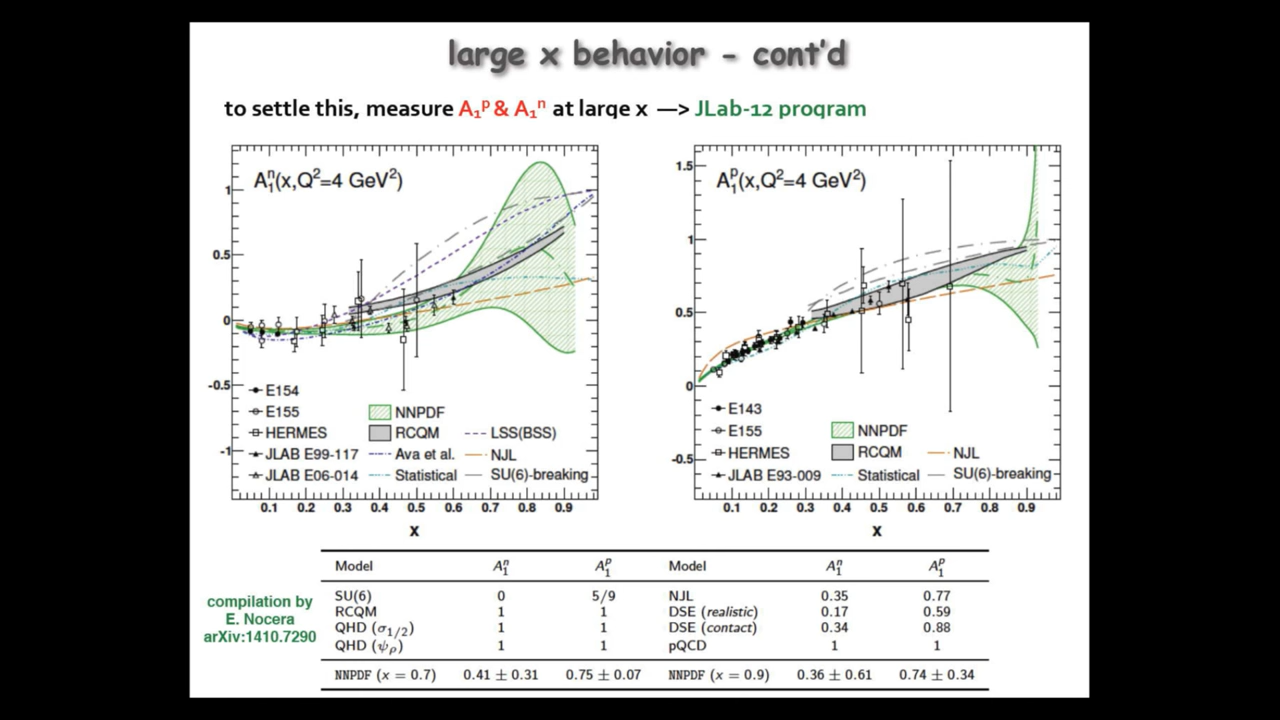 large x behavior - cont'd
to settle this, measure A₁ᵖ & A₁ⁿ at large x —> JLab-12 program
A₁ⁿ(x,Q²=4 GeV²)
1
0.5
0
-0.5
-1
E154
E155
HERMES
JLAB E99-117
JLAB E06-014
NNPDF
RCQM
Ava et al.
Statistical
LSS(BSS)
NJL
SU(6)-breaking
0.1 0.2 0.3 0.4 0.5 0.6 0.7 0.8 0.9
x
A₁ᵖ(x,Q²=4 GeV²)
1.5
1
0.5
0
-0.5
E143
E155
HERMES
JLAB E93-009
NNPDF
RCQM
Statistical
NJL
SU(6)-breaking
0.1 0.2 0.3 0.4 0.5 0.6 0.7 0.8 0.9
x
compilation by
E. Nocera
arXiv:1410.7290
Model A₁ⁿ A₁ᵖ Model A₁ⁿ A₁ᵖ
SU(6) 0 5/9 NJL 0.35 0.77
RCQM 1 1 DSE (realistic) 0.17 0.59
QHD (σ₁/₂) 1 1 DSE (contact) 0.34 0.88
QHD (ψᵨ) 1 1 pQCD 1 1
NNPDF (x = 0.7) 0.41 ± 0.31 0.75 ± 0.07 NNPDF (x = 0.9) 0.36 ± 0.61 0.74 ± 0.34